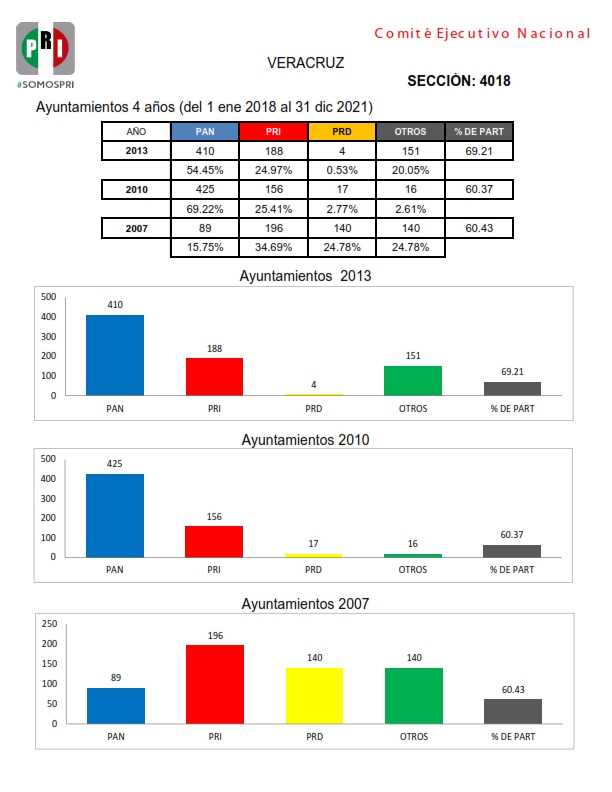 Comité Ejecutivo Nacional
PRI
#SOMOSPRI
VERACRUZ
SECCIÓN: 4018
Ayuntamientos 4 años (del 1 ene 2018 al 31 dic 2021)
AÑO PAN PRI PRD OTROS % DE PART
2013 410 188 4 151 69.21
54.45% 24.97% 0.53% 20.05%
2010 425 156 17 16 60.37
69.22% 25.41% 2.77% 2.61%
2007 89 196 140 140 60.43
15.75% 34.69% 24.78% 24.78%
Ayuntamientos 2013
500
400
300
200
100
0
410
188
4
151
69.21
PAN PRI PRD OTROS % DE PART
Ayuntamientos 2010
500
400
300
200
100
0
425
156
17
16
60.37
PAN PRI PRD OTROS % DE PART
Ayuntamientos 2007
250
200
150
100
50
0
89
196
140
140
60.43
PAN PRI PRD OTROS % DE PART